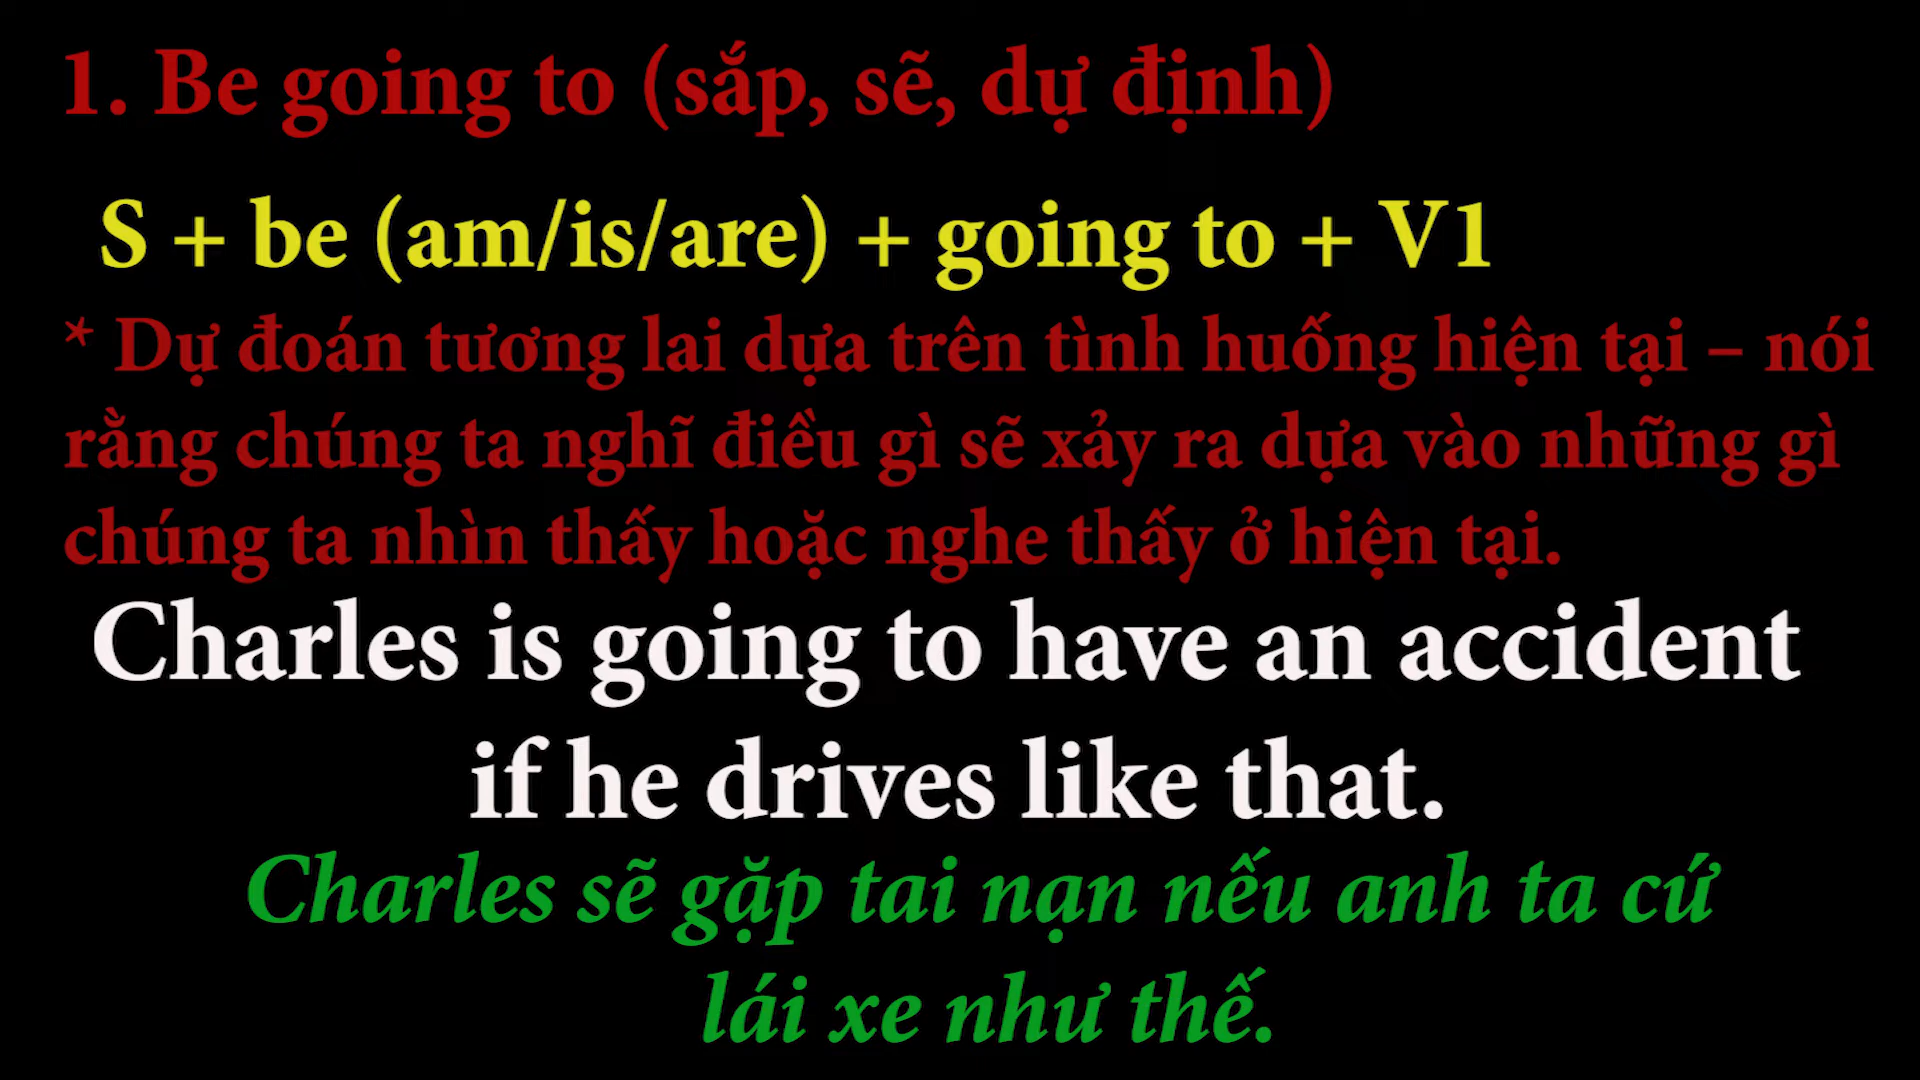 1. Be going to (sắp, sẽ, dự định)
S + be (am/is/are) + going to + V1
* Dự đoán tương lai dựa trên tình huống hiện tại – nói
rằng chúng ta nghĩ điều gì sẽ xảy ra dựa vào những gì
chúng ta nhìn thấy hoặc nghe thấy ở hiện tại.
Charles is going to have an accident
if he drives like that.
Charles sẽ gặp tai nạn nếu anh ta cứ
lái xe như thế.